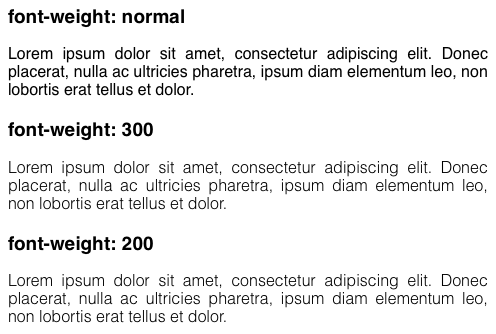 font-weight: normal
Lorem ipsum dolor sit amet, consectetur adipiscing elit. Donec
placerat, nulla ac ultricies pharetra, ipsum diam elementum leo, non
lobortis erat tellus et dolor.
font-weight: 300
Lorem ipsum dolor sit amet, consectetur adipiscing elit. Donec
placerat, nulla ac ultricies pharetra, ipsum diam elementum leo,
non lobortis erat tellus et dolor.
font-weight: 200
Lorem ipsum dolor sit amet, consectetur adipiscing elit. Donec
placerat, nulla ac ultricies pharetra, ipsum diam elementum leo,
non lobortis erat tellus et dolor.